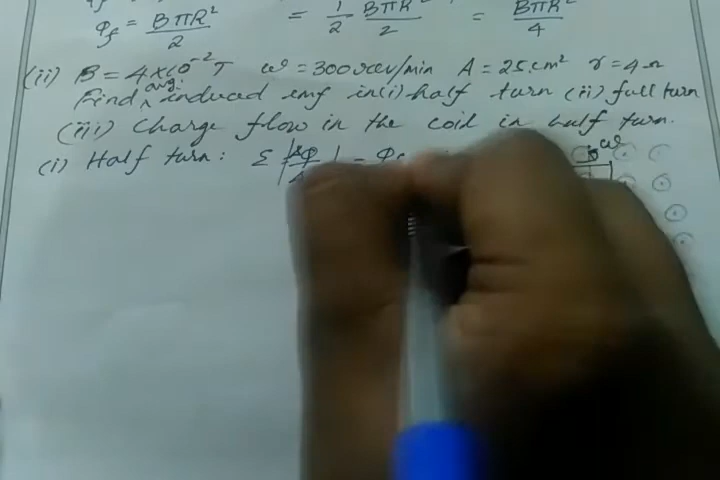 Φf = BπR²/2 = 1/2 BπR²/2 = BπR²/4
(ii) B = 4×10⁻² T ω = 300 rev/min A = 25 cm² r = 4 Ω
Find avg. induced emf in (i) half turn (ii) full turn
(iii) Charge flow in the coil in half turn.
(i) Half turn: Σ = Φ ω